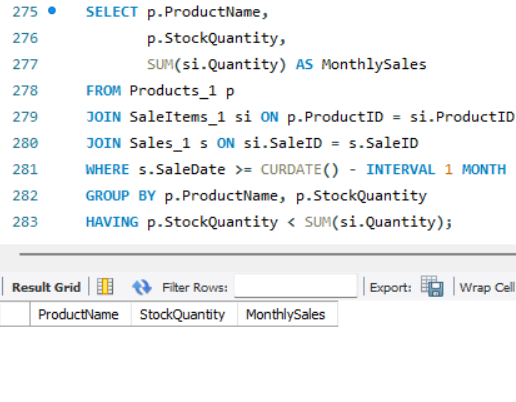 275 SELECT p.ProductName,
276 p.StockQuantity,
277 SUM(si.Quantity) AS MonthlySales
278 FROM Products_1 p
279 JOIN SaleItems_1 si ON p.ProductID = si.ProductID
280 JOIN Sales_1 s ON si.SaleID = s.SaleID
281 WHERE s.SaleDate >= CURDATE() - INTERVAL 1 MONTH
282 GROUP BY p.ProductName, p.StockQuantity
283 HAVING p.StockQuantity < SUM(si.Quantity);
Result Grid Filter Rows: Export: Wrap Cell
ProductName StockQuantity MonthlySales